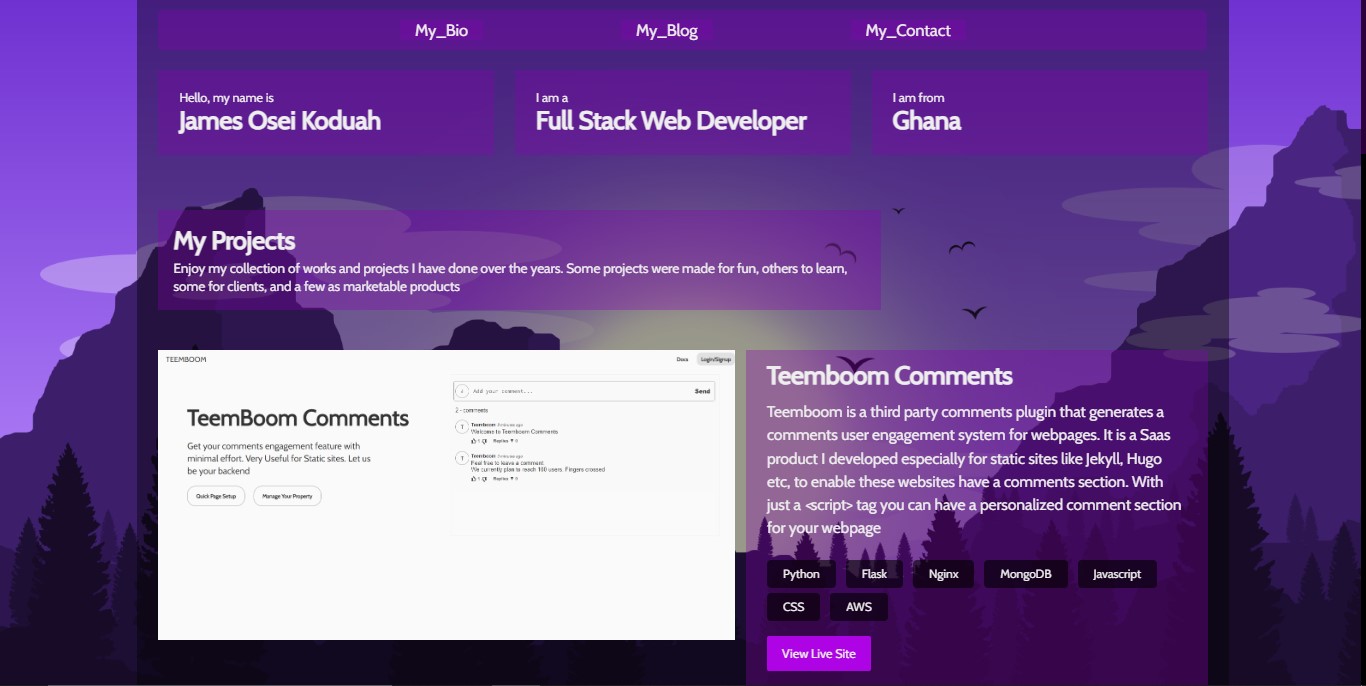 My_Bio
My_Blog
My_Contact
Hello, my name is
James Osei Koduah
I am a
Full Stack Web Developer
I am from
Ghana
My Projects
Enjoy my collection of works and projects I have done over the years. Some projects were made for fun, others to learn,
some for clients, and a few as marketable products
TEEMBOOM
Docs
Login/Signup
TeemBoom Comments
Get your comments engagement feature with
minimal effort. Very Useful for Static sites. Let us
be your backend
Quick Page Setup
Manage Your Property
Add your comment...
Send
2 - comments
T
Teemboom
Welcome to Teemboom Comments
1
Replies ▼ 0
T
Teemboom
Feel free to leave a comment
We currently plan to reach 100 users. Fingers crossed
1
Replies ▼ 0
Teemboom Comments
Teemboom is a third party comments plugin that generates a
comments user engagement system for webpages. It is a Saas
product I developed especially for static sites like Jekyll, Hugo
etc, to enable these websites have a comments section. With
just a <script> tag you can have a personalized comment section
for your webpage
Python
Flask
Nginx
MongoDB
Javascript
CSS
AWS
View Live Site